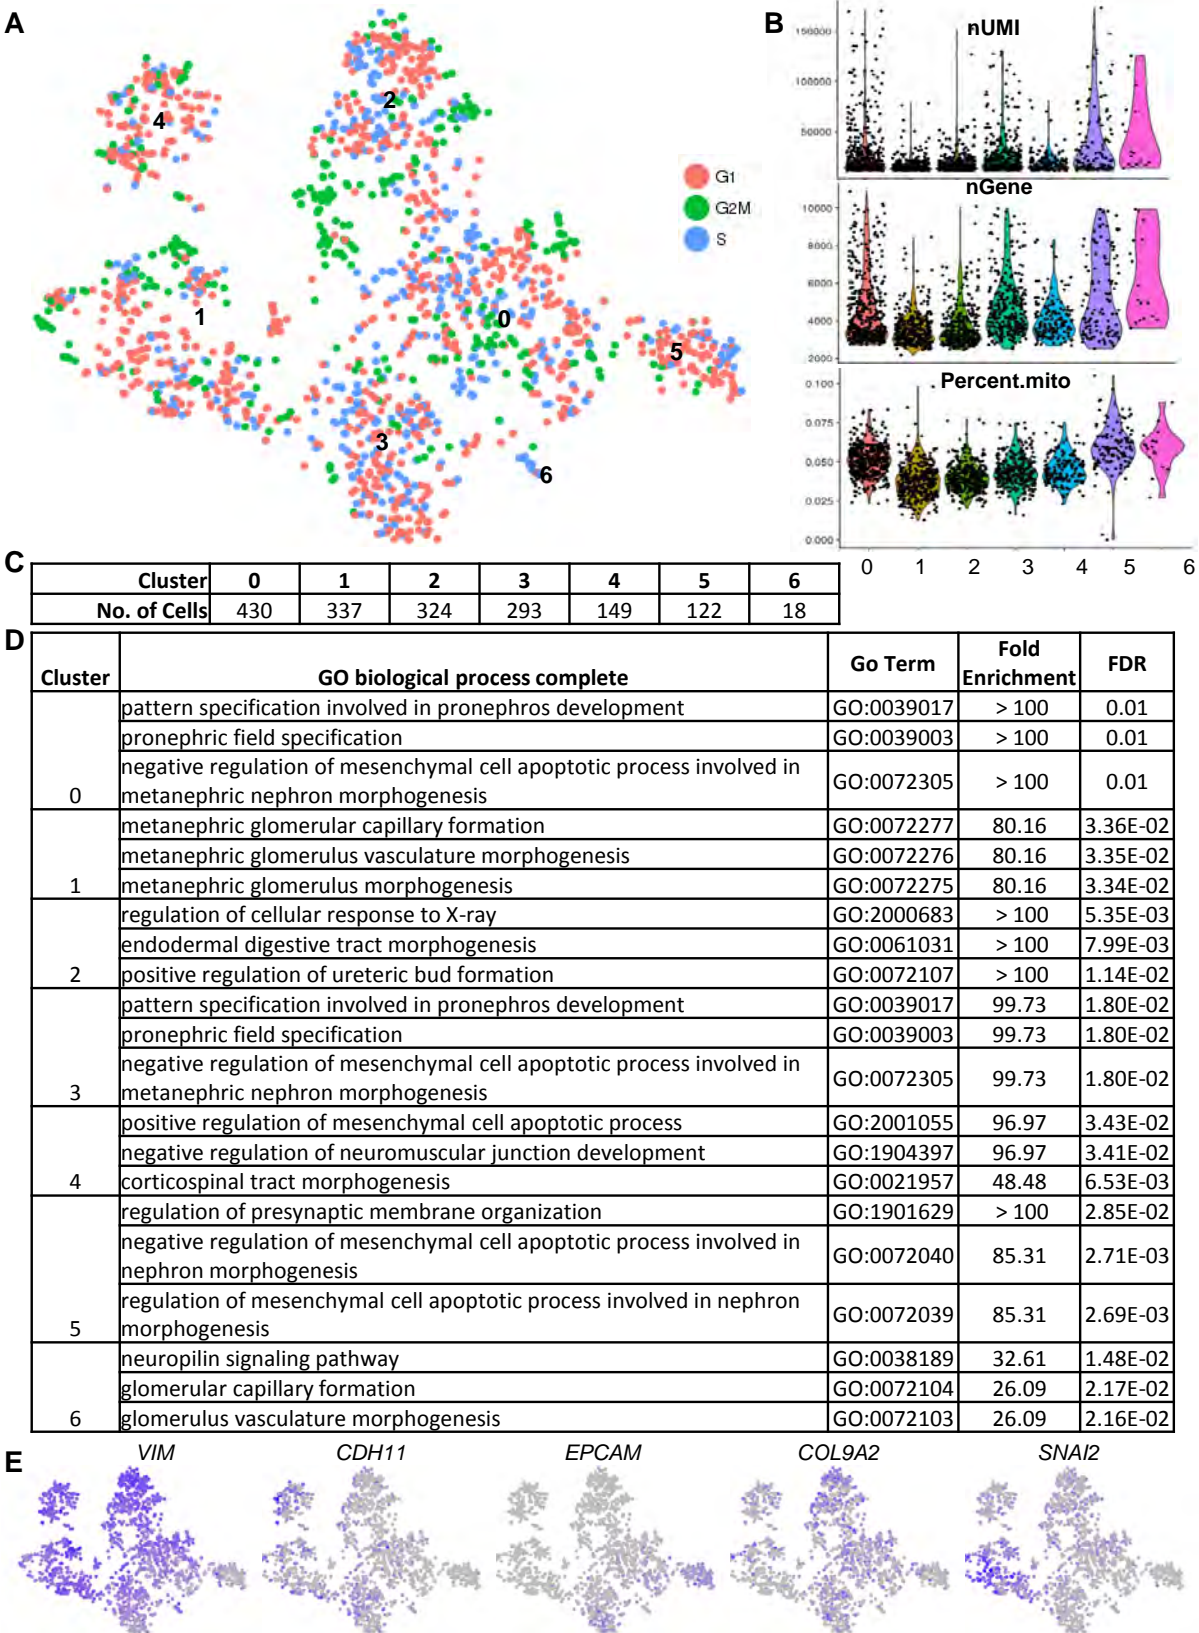 A
4
2
1
0
5
3
6
G1
G2M
S
B
nUMI
150000
100000
50000
nGene
10000
8000
6000
4000
2000
Percent.mito
0.100
0.075
0.050
0.025
0.000
0 1 2 3 4 5 6
C
Cluster 0 1 2 3 4 5 6
No. of Cells 430 337 324 293 149 122 18
D
Cluster GO biological process complete Go Term Fold Enrichment FDR
0
pattern specification involved in pronephros development GO:0039017 > 100 0.01
pronephric field specification GO:0039003 > 100 0.01
negative regulation of mesenchymal cell apoptotic process involved in
metanephric nephron morphogenesis GO:0072305 > 100 0.01
1
metanephric glomerular capillary formation GO:0072277 80.16 3.36E-02
metanephric glomerulus vasculature morphogenesis GO:0072276 80.16 3.35E-02
metanephric glomerulus morphogenesis GO:0072275 80.16 3.34E-02
2
regulation of cellular response to X-ray GO:2000683 > 100 5.35E-03
endodermal digestive tract morphogenesis GO:0061031 > 100 7.99E-03
positive regulation of ureteric bud formation GO:0072107 > 100 1.14E-02
3
pattern specification involved in pronephros development GO:0039017 99.73 1.80E-02
pronephric field specification GO:0039003 99.73 1.80E-02
negative regulation of mesenchymal cell apoptotic process involved in
metanephric nephron morphogenesis GO:0072305 99.73 1.80E-02
4
positive regulation of mesenchymal cell apoptotic process GO:2001055 96.97 3.43E-02
negative regulation of neuromuscular junction development GO:1904397 96.97 3.41E-02
corticospinal tract morphogenesis GO:0021957 48.48 6.53E-03
5
regulation of presynaptic membrane organization GO:1901629 > 100 2.85E-02
negative regulation of mesenchymal cell apoptotic process involved in
nephron morphogenesis GO:0072040 85.31 2.71E-03
regulation of mesenchymal cell apoptotic process involved in nephron
morphogenesis GO:0072039 85.31 2.69E-03
6
neuropilin signaling pathway GO:0038189 32.61 1.48E-02
glomerular capillary formation GO:0072104 26.09 2.17E-02
glomerulus vasculature morphogenesis GO:0072103 26.09 2.16E-02
E
VIM CDH11 EPCAM COL9A2 SNAI2